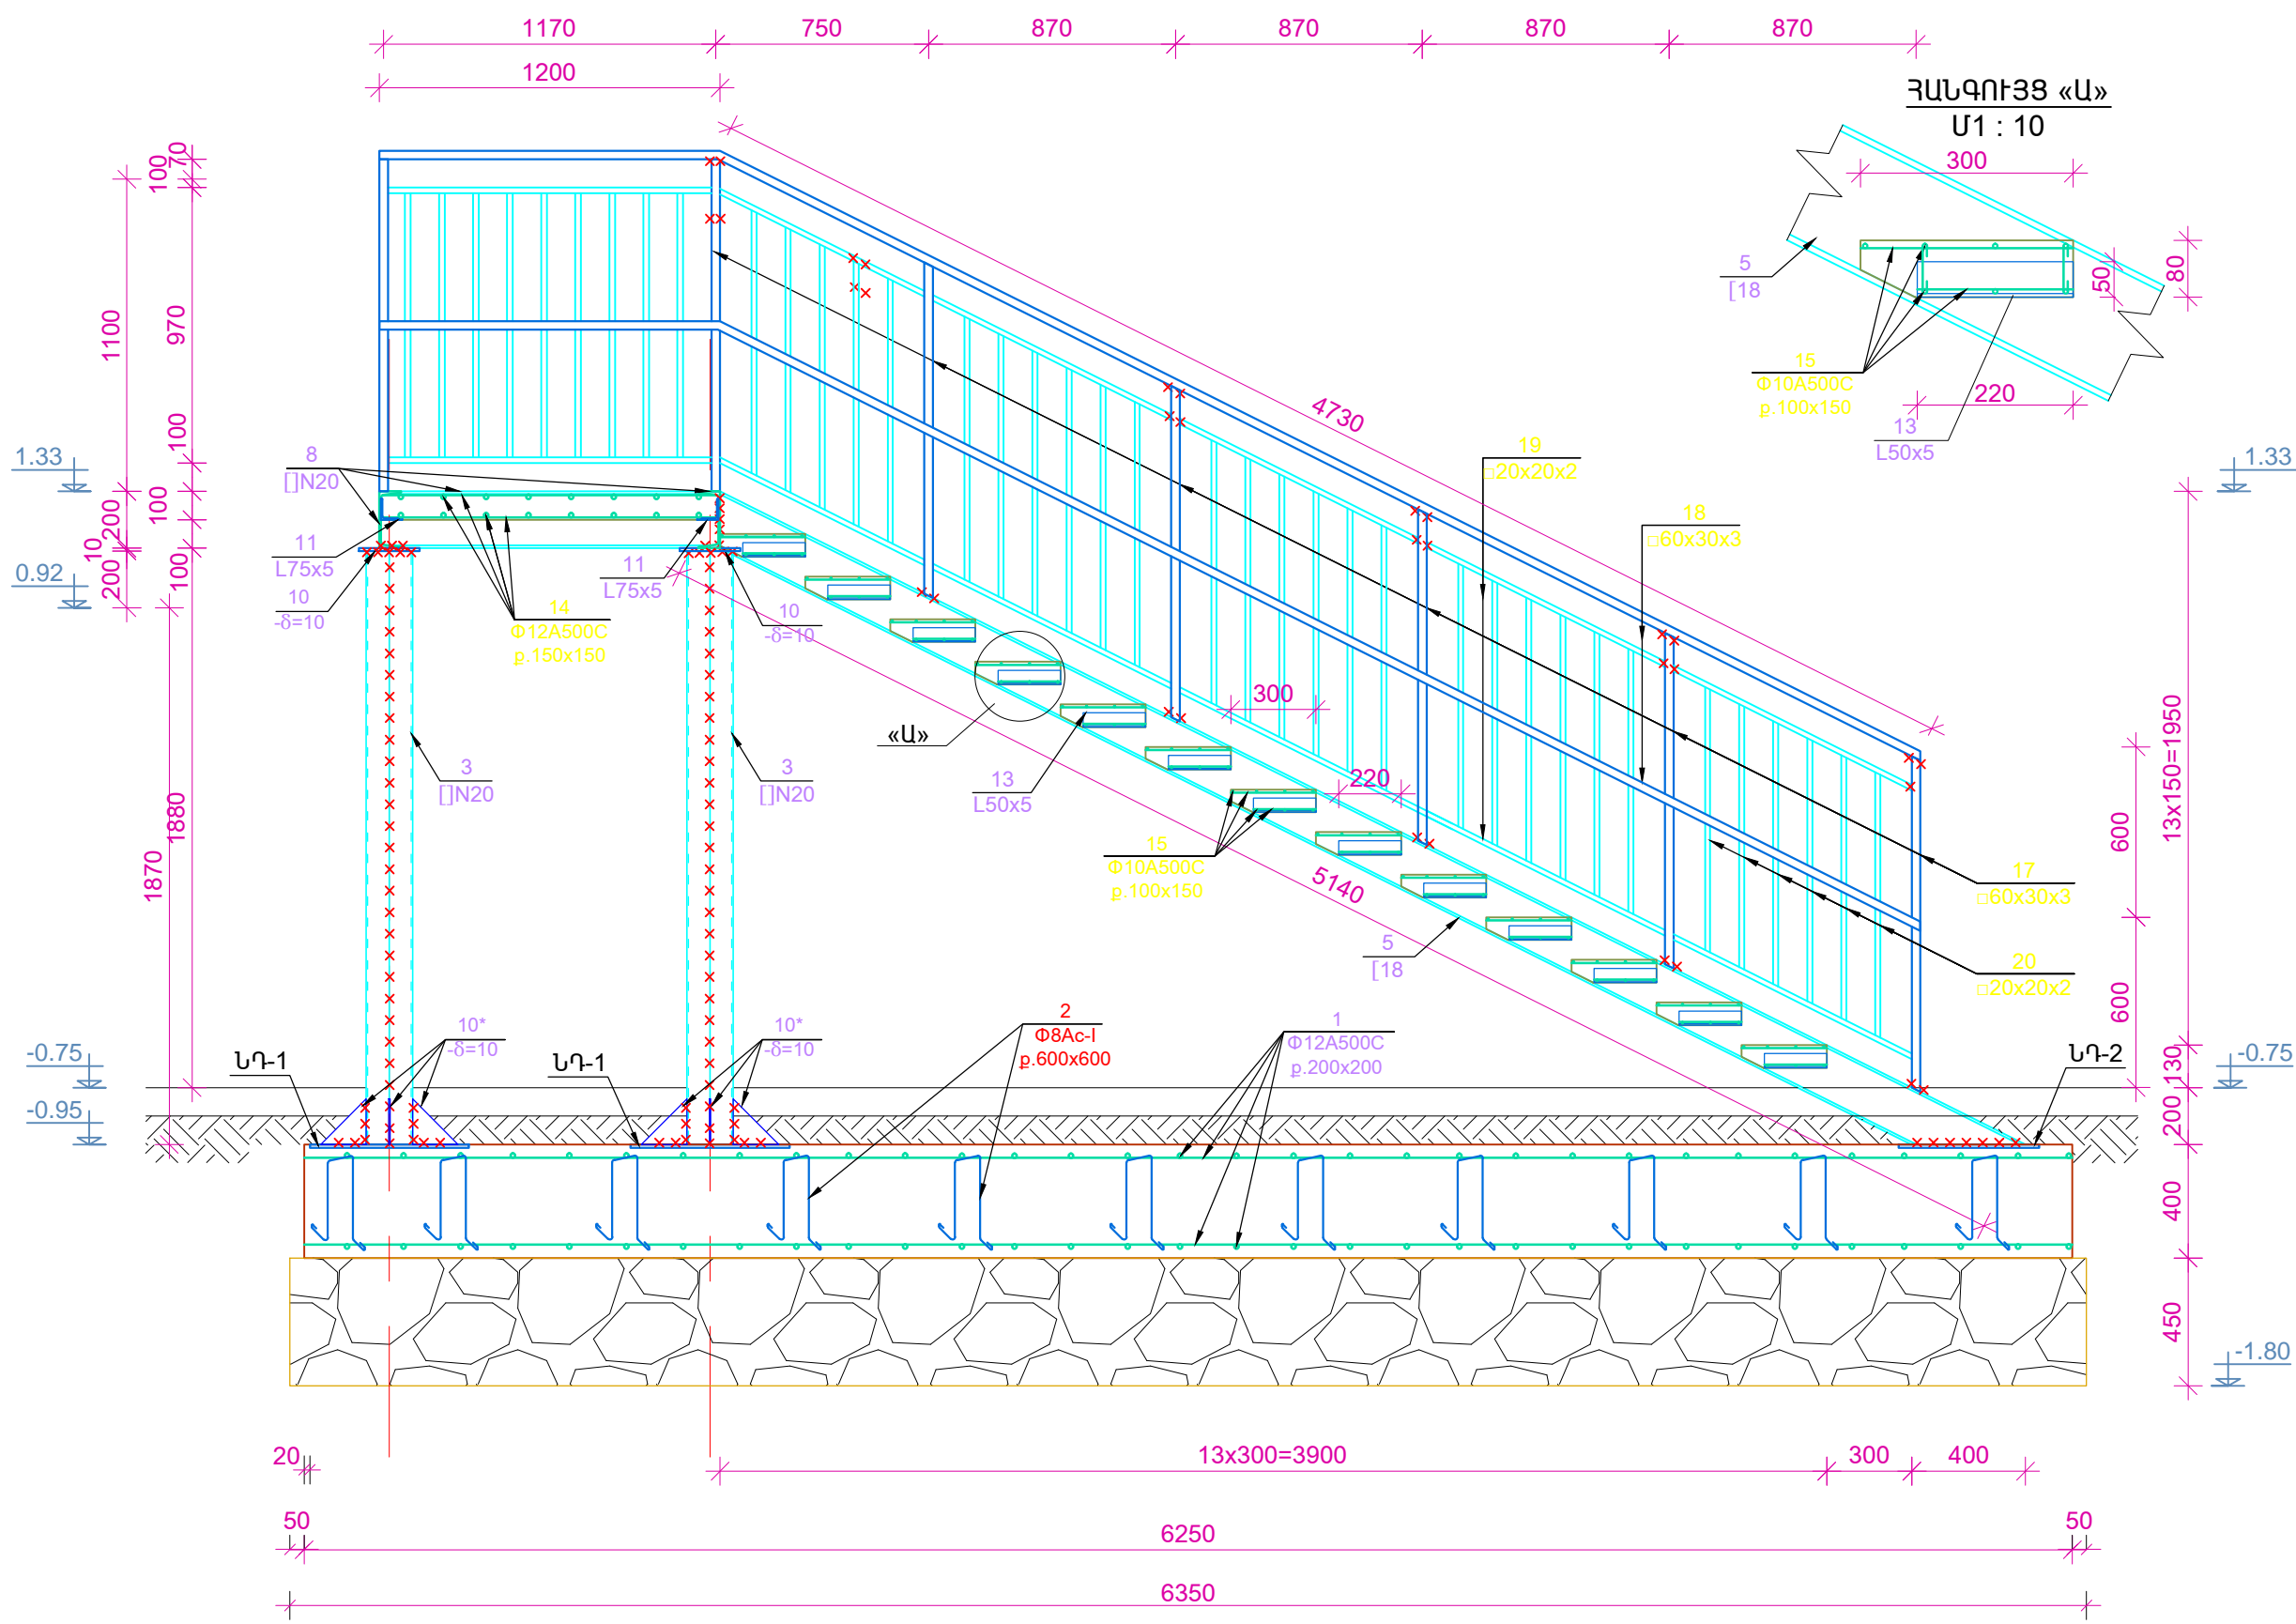 1170
750
870
870
870
870
1200
ՀԱՆԳՈՒՅՑ «Ա»
Մ1 : 10
300
5
[18
50
80
15
Φ10A500C
ք.100x150
220
13
L50x5
70
100
1100
970
100
4730
19
□20x20x2
1.33
1.33
8
[]N20
18
□60x30x3
200
100
10
200
100
0.92
11
L75x5
11
L75x5
10
-δ=10
10
-δ=10
14
Φ12A500C
ք.150x150
300
«Ա»
3
[]N20
3
[]N20
13
L50x5
220
13x150=1950
600
1880
1870
15
Φ10A500C
ք.100x150
5140
17
□60x30x3
5
[18
20
□20x20x2
600
2
Φ8Ac-I
ք.600x600
1
Φ12A500C
ք.200x200
10*
-δ=10
10*
-δ=10
-0.75
-0.75
ՆԴ-1
ՆԴ-1
ՆԴ-2
130
-0.95
200
400
450
-1.80
20
13x300=3900
300
400
50
6250
50
6350